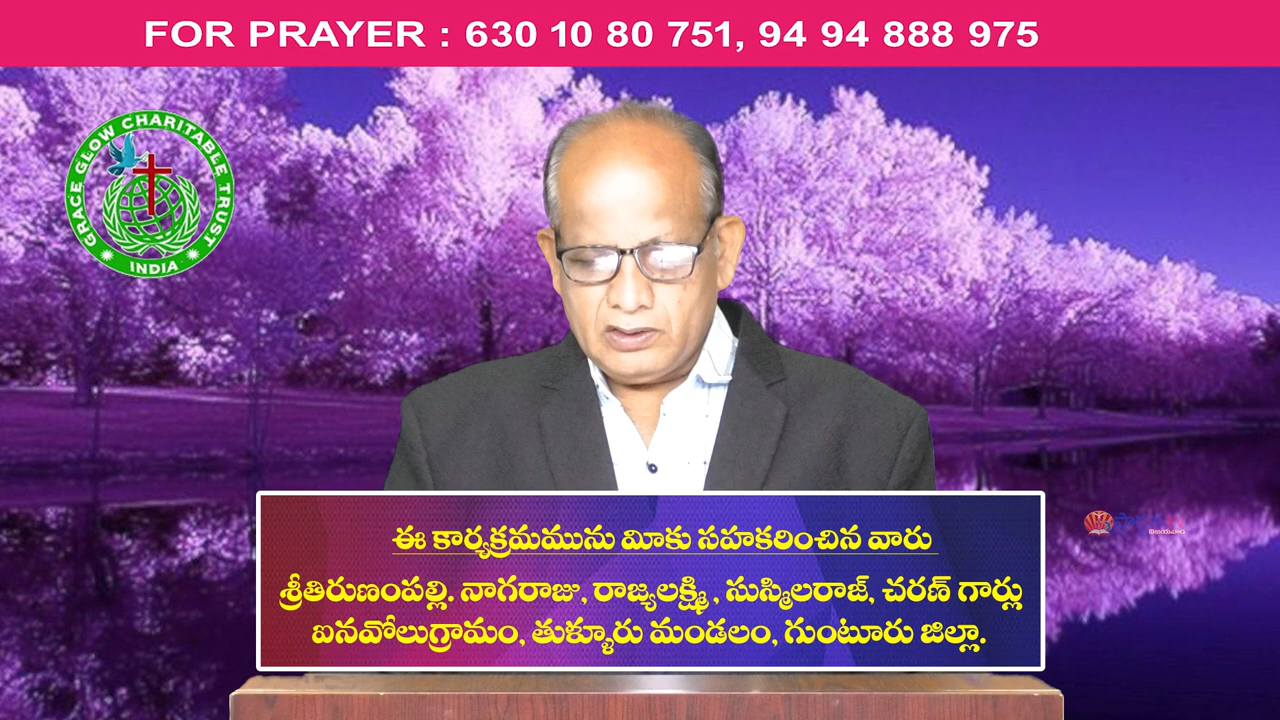 FOR PRAYER : 630 10 80 751, 94 94 888 975
GRACE GLOW CHARITABLE TRUST
INDIA
ఈ కార్యక్రమమును మీకు సహకరించిన వారు
శ్రీతిరుణంపల్లి. నాగరాజు, రాజ్యలక్ష్మి, సుస్మిలరాజ్, చరణ్ గార్లు
ఐనవోలుగ్రామం, తుళ్ళూరు మండలం, గుంటూరు జిల్లా.